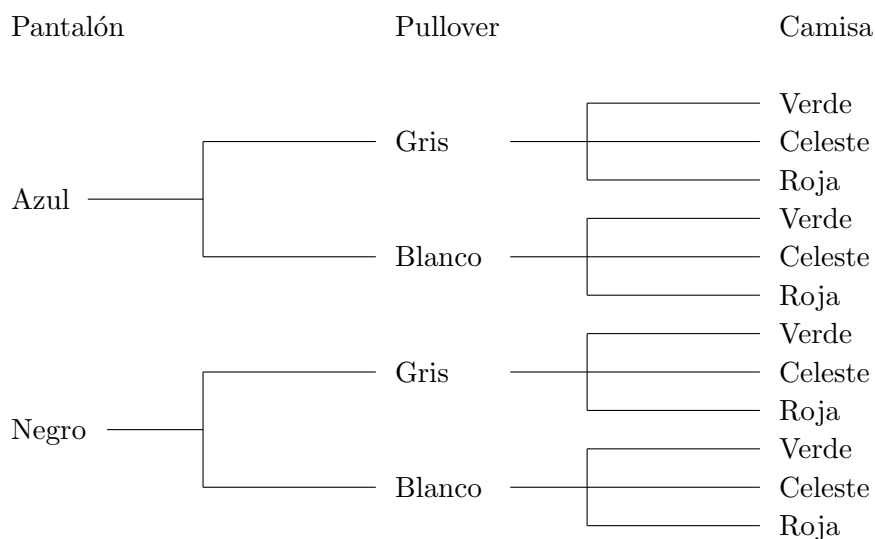 Pantalón Pullover Camisa
Verde
Gris Celeste
Roja
Azul
Verde
Blanco Celeste
Roja
Verde
Gris Celeste
Roja
Negro
Verde
Blanco Celeste
Roja